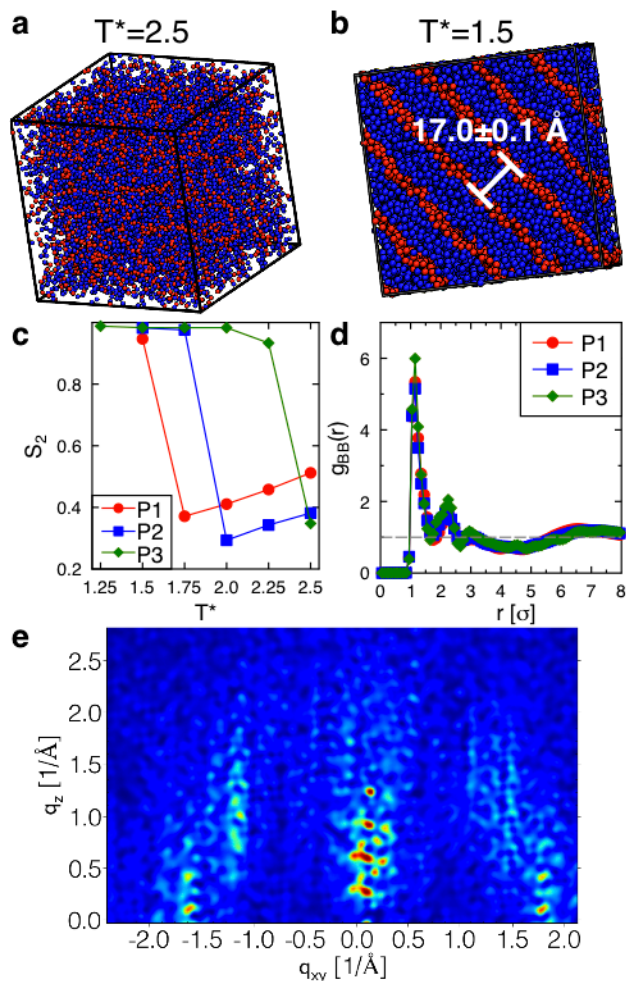 a T*=2.5
b T*=1.5
17.0±0.1 Å
c
S2
0.8
0.6
0.4
0.2
P1
P2
P3
1.25 1.5 1.75 2.0 2.25 2.5
T*
d
gBB(r)
6
4
2
0
P1
P2
P3
0 1 2 3 4 5 6 7 8
r [σ]
e
qz [1/Å]
2.5
2.0
1.5
1.0
0.5
0.0
-2.0 -1.5 -1.0 -0.5 0.0 0.5 1.0 1.5 2.0
qxy [1/Å]